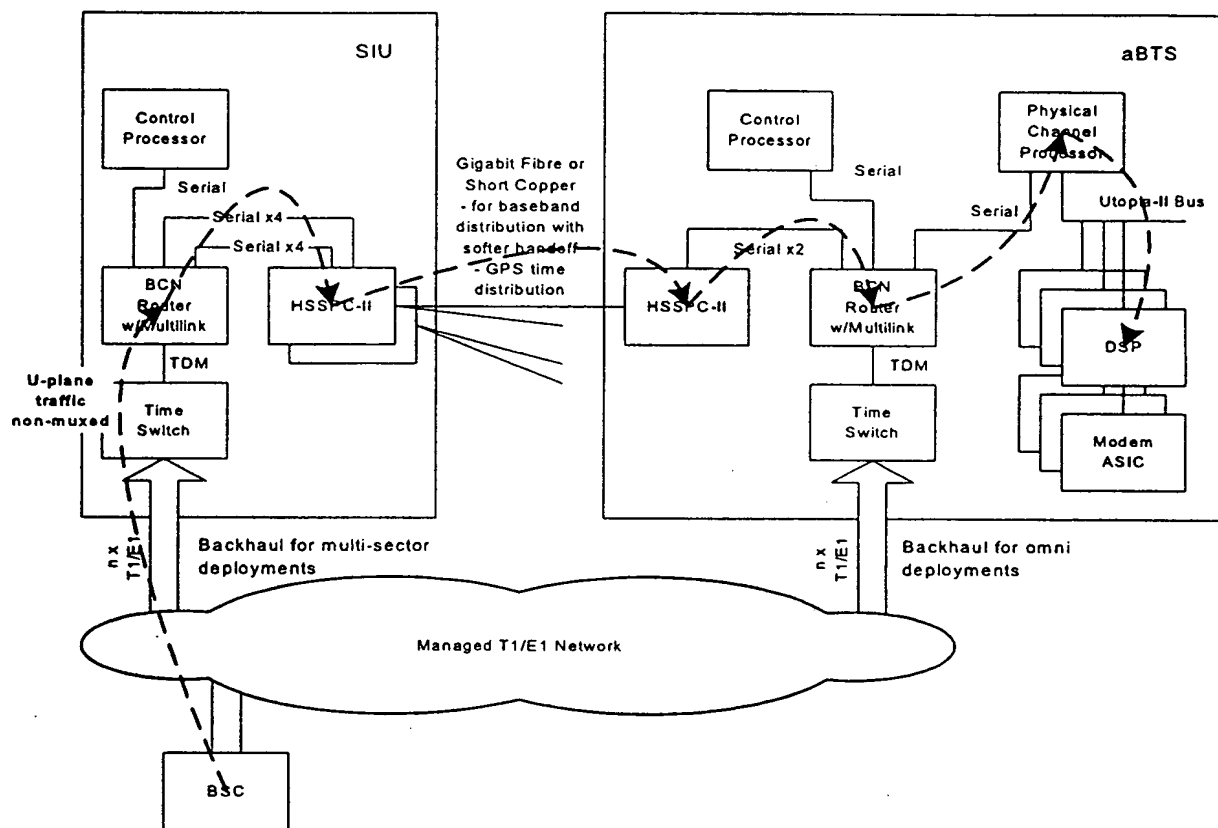 SIU
Control
Processor
Serial
Serial x4
Serial x4
BCN
Router
w/Multilink
HSSPC-II
TDM
U-plane
traffic
non-muxed
Time
Switch
n x
T1/E1
Backhaul for multi-sector
deployments
Gigabit Fibre or
Short Copper
- for baseband
distribution with
softer handoff
- GPS time
distribution
aBTS
Control
Processor
Serial
Physical
Channel
Processor
Utopia-II Bus
Serial
Serial x2
HSSPC-II
BCN
Router
w/Multilink
DSP
TDM
Time
Switch
Modem
ASIC
n x
T1/E1
Backhaul for omni
deployments
Managed T1/E1 Network
BSC